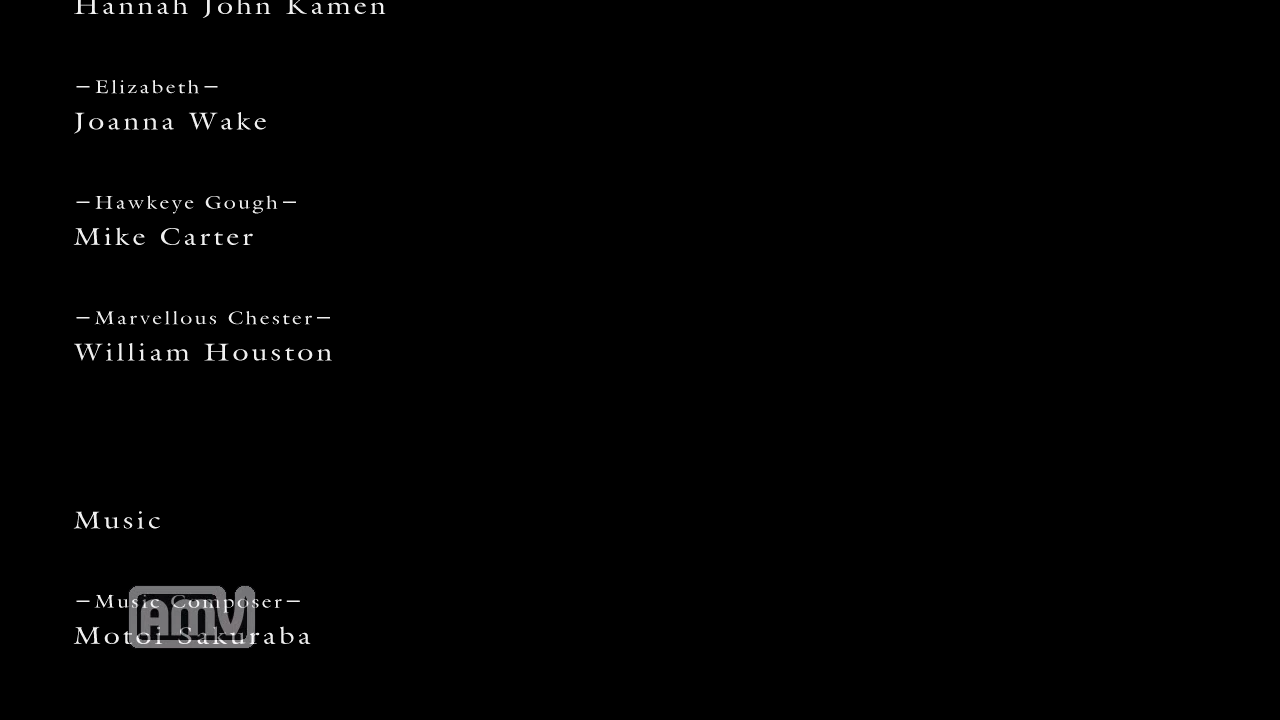 Hannah John Kamen
—Elizabeth—
Joanna Wake
—Hawkeye Gough—
Mike Carter
—Marvellous Chester—
William Houston
Music
—Music Composer—
Motoi Sakuraba
AMV